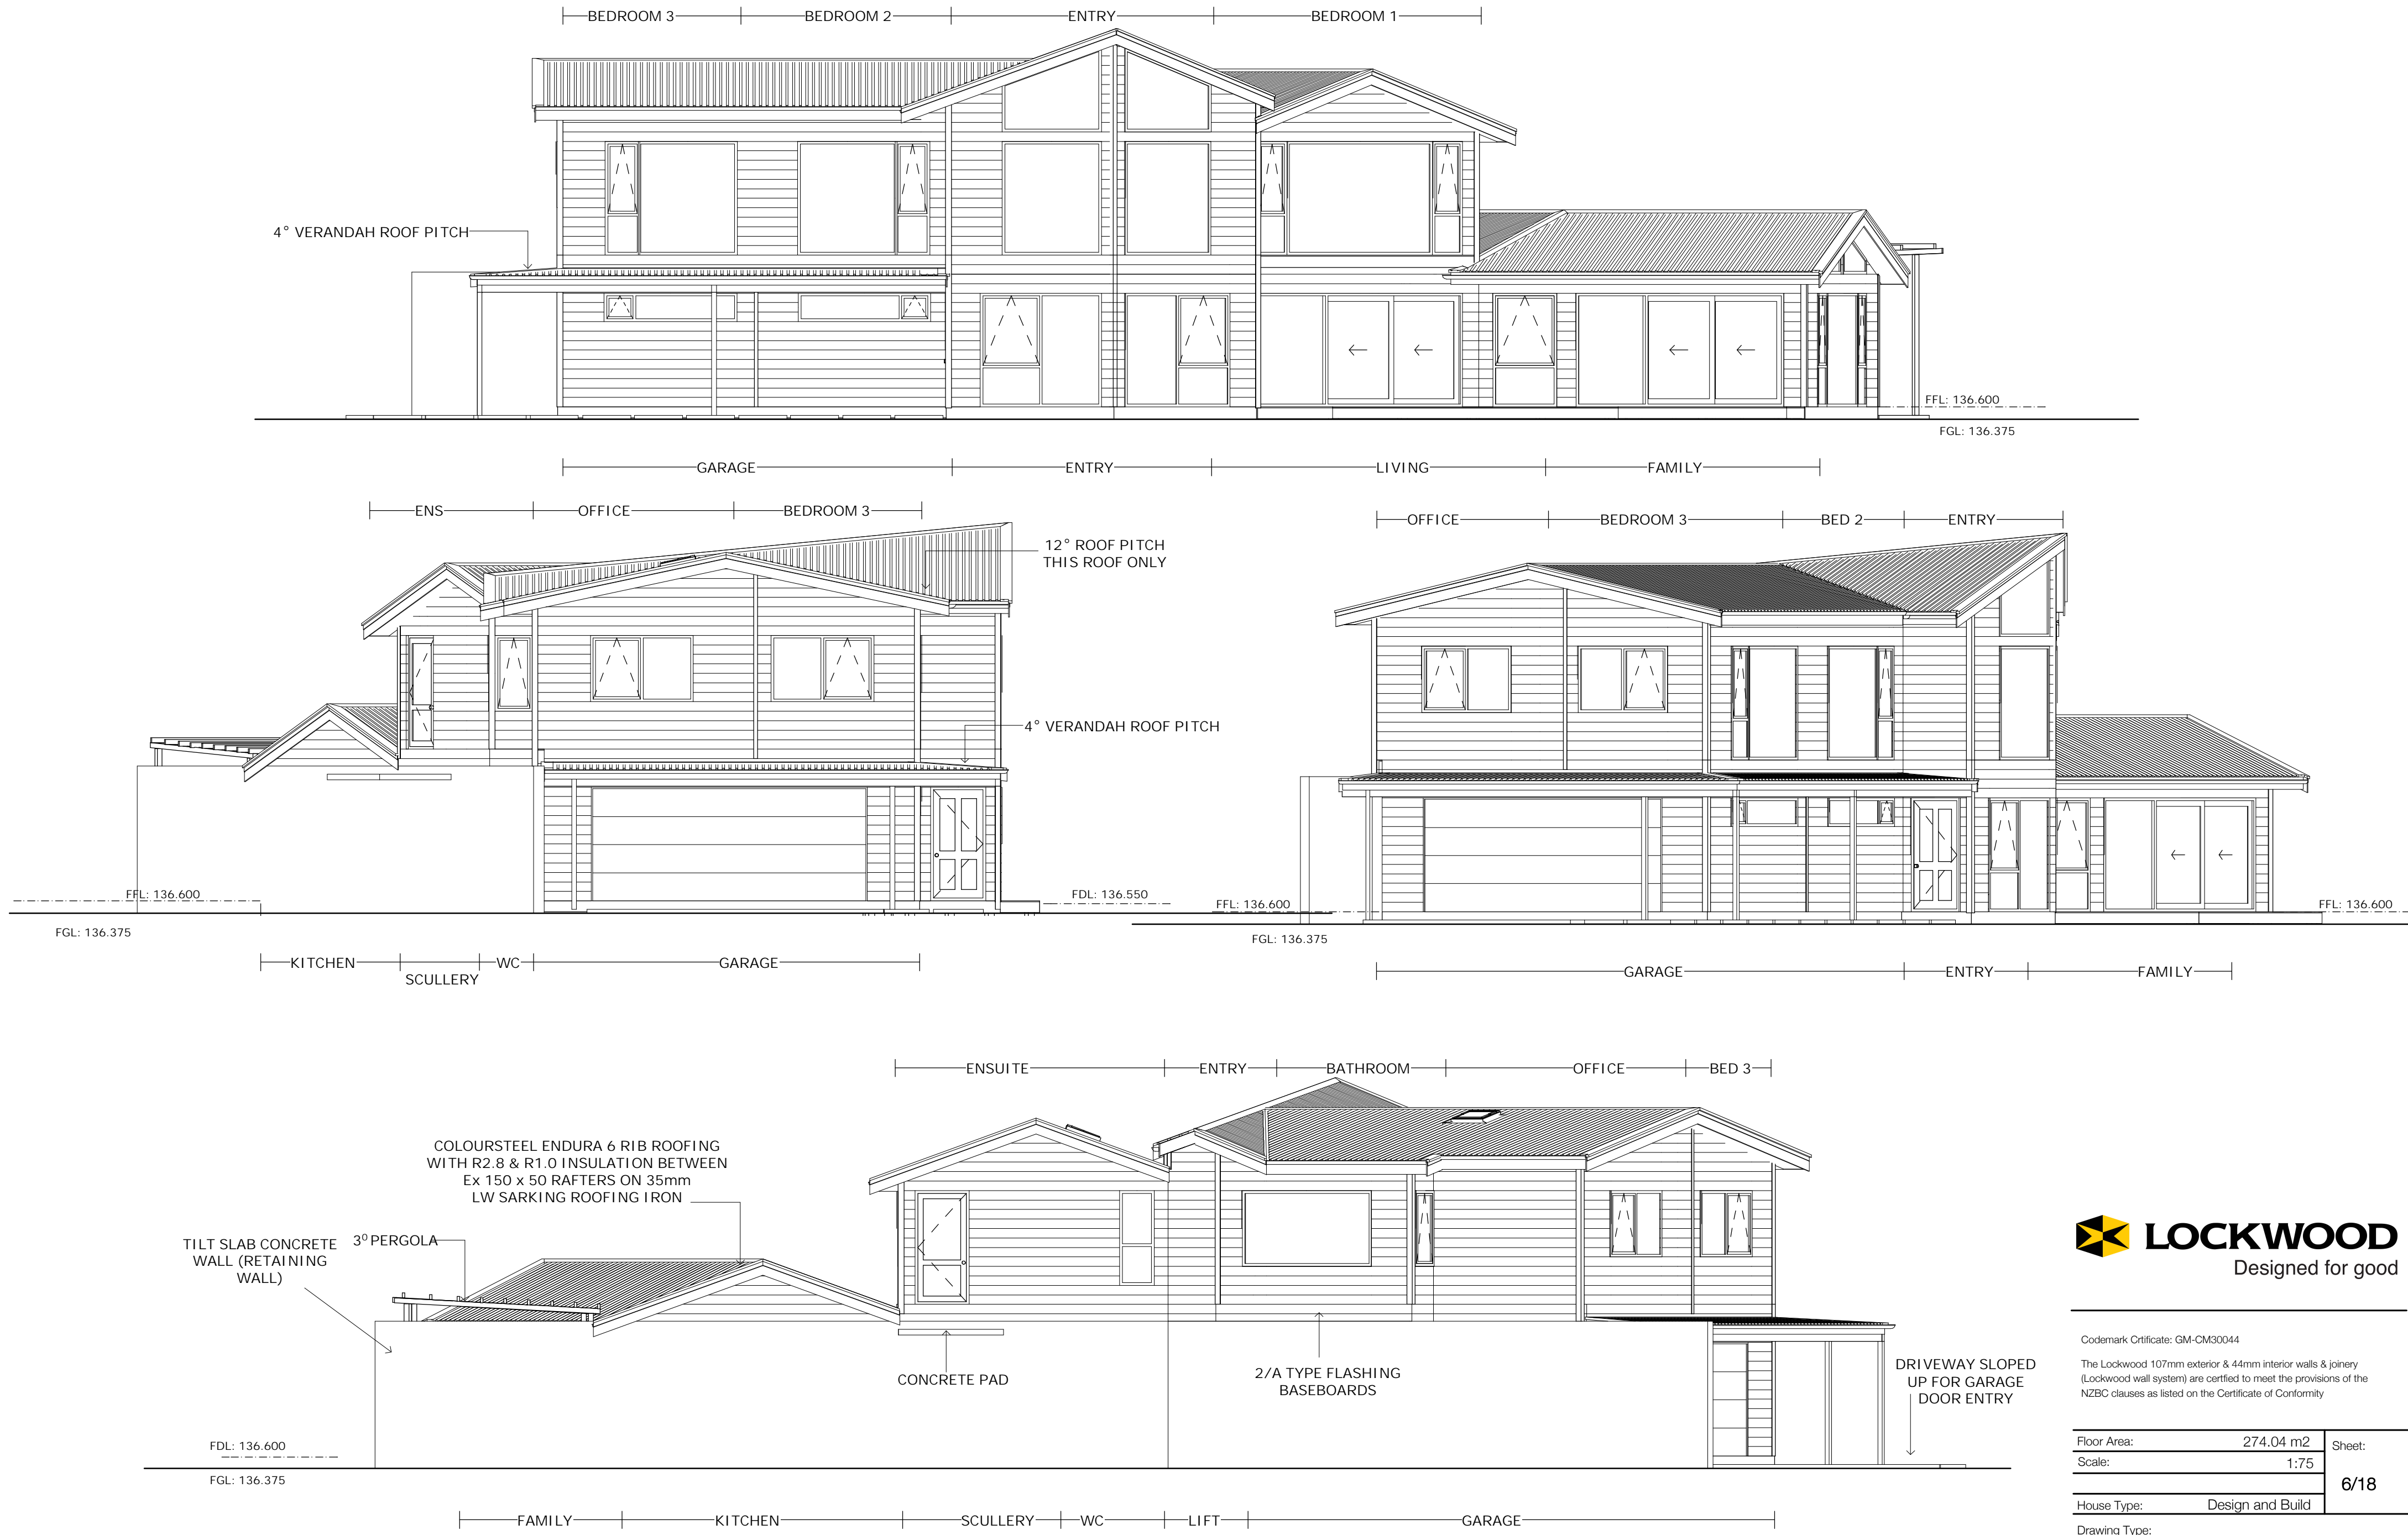 BEDROOM 3 BEDROOM 2 ENTRY BEDROOM 1
4° VERANDAH ROOF PITCH
FFL: 136.600
FGL: 136.375
GARAGE ENTRY LIVING FAMILY
ENS OFFICE BEDROOM 3
12° ROOF PITCH
THIS ROOF ONLY
4° VERANDAH ROOF PITCH
FFL: 136.600
FDL: 136.550
FGL: 136.375
KITCHEN SCULLERY WC GARAGE
OFFICE BEDROOM 3 BED 2 ENTRY
FFL: 136.600
FFL: 136.600
FGL: 136.375
GARAGE ENTRY FAMILY
ENSUITE ENTRY BATHROOM OFFICE BED 3
COLOURSTEEL ENDURA 6 RIB ROOFING
WITH R2.8 & R1.0 INSULATION BETWEEN
Ex 150 x 50 RAFTERS ON 35mm
LW SARKING ROOFING IRON
TILT SLAB CONCRETE
WALL (RETAINING
WALL)
3⁰ PERGOLA
CONCRETE PAD
2/A TYPE FLASHING
BASEBOARDS
DRIVEWAY SLOPED
UP FOR GARAGE
DOOR ENTRY
FDL: 136.600
FGL: 136.375
FAMILY KITCHEN SCULLERY WC LIFT GARAGE
LOCKWOOD
Designed for good
Codemark Crtificate: GM-CM30044
The Lockwood 107mm exterior & 44mm interior walls & joinery
(Lockwood wall system) are certfied to meet the provisions of the
NZBC clauses as listed on the Certificate of Conformity
Floor Area: 274.04 m2
Scale: 1:75
Sheet:
6/18
House Type: Design and Build
Drawing Type: